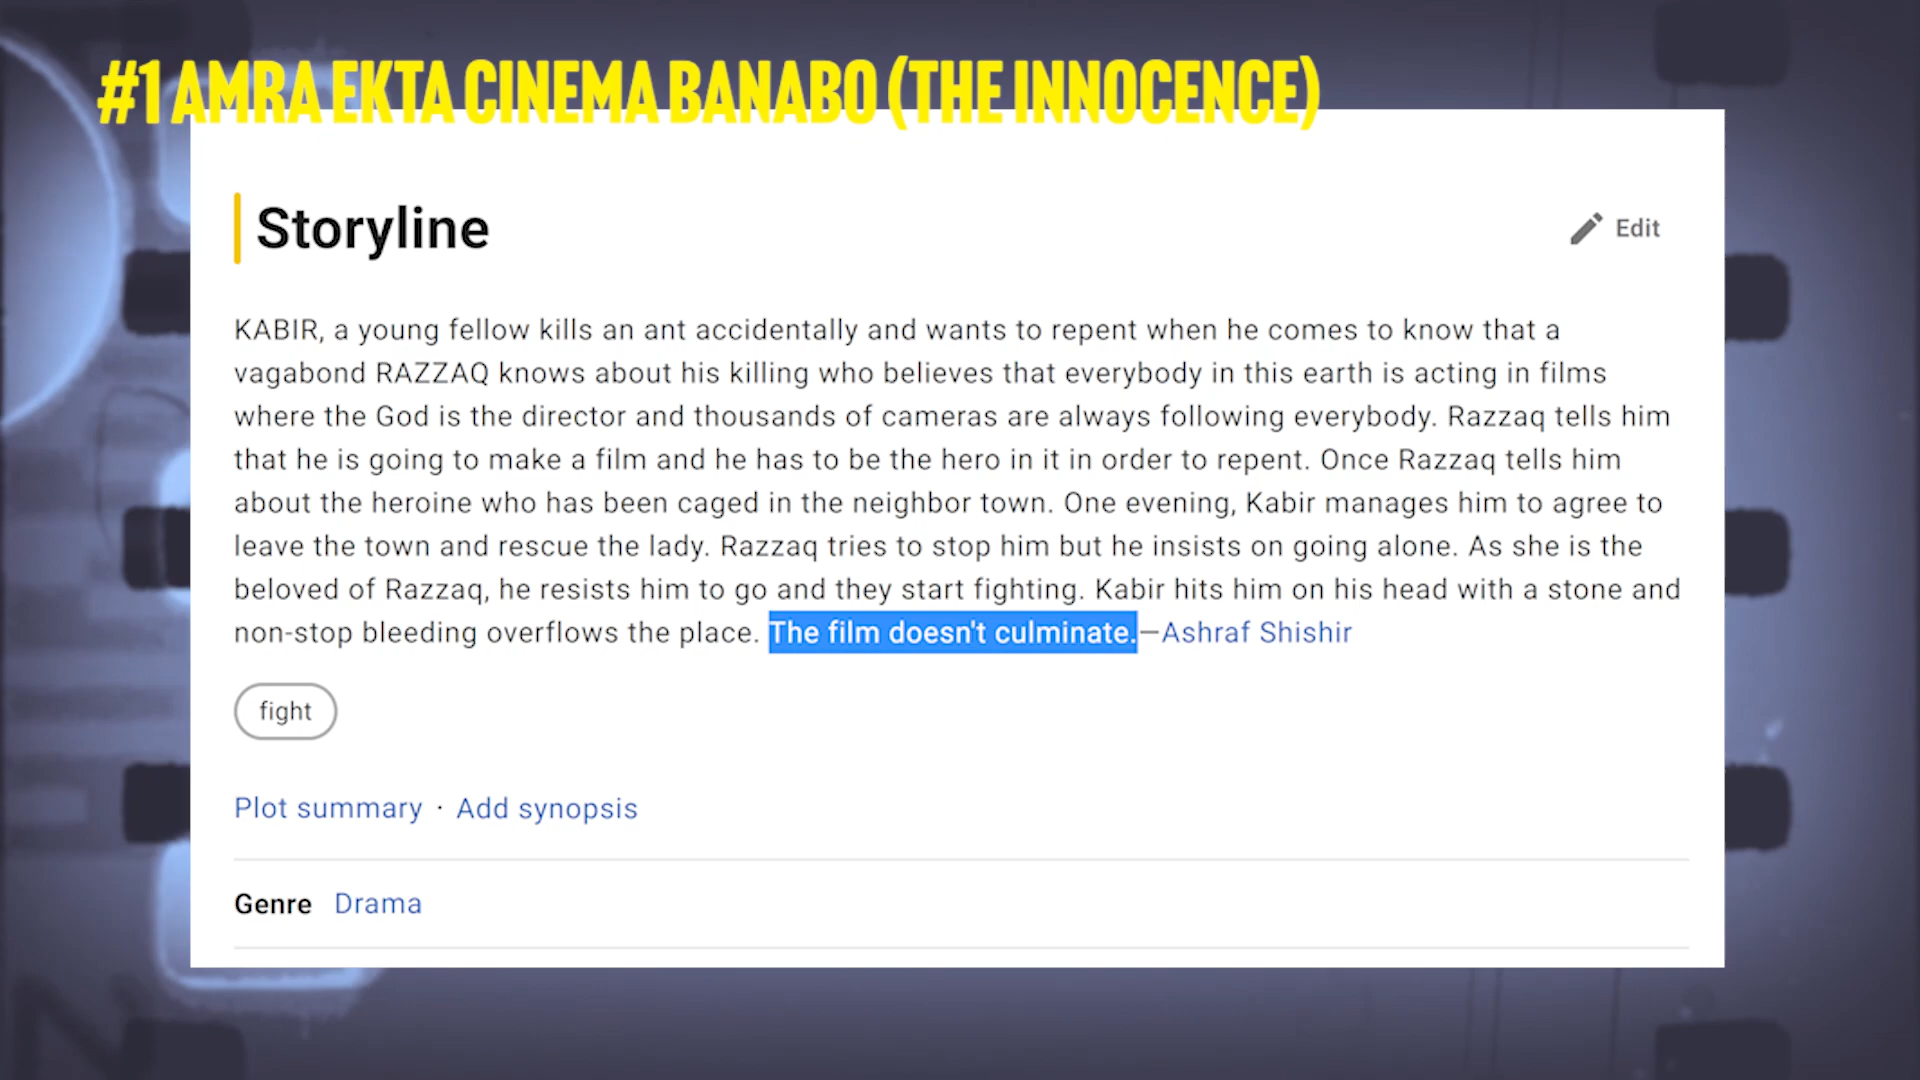 #1 AMRA EKTA CINEMA BANABO (THE INNOCENCE)
Storyline
Edit
KABIR, a young fellow kills an ant accidentally and wants to repent when he comes to know that a
vagabond RAZZAQ knows about his killing who believes that everybody in this earth is acting in films
where the God is the director and thousands of cameras are always following everybody. Razzaq tells him
that he is going to make a film and he has to be the hero in it in order to repent. Once Razzaq tells him
about the heroine who has been caged in the neighbor town. One evening, Kabir manages him to agree to
leave the town and rescue the lady. Razzaq tries to stop him but he insists on going alone. As she is the
beloved of Razzaq, he resists him to go and they start fighting. Kabir hits him on his head with a stone and
non-stop bleeding overflows the place. The film doesn't culminate.—Ashraf Shishir
fight
Plot summary · Add synopsis
Genre Drama